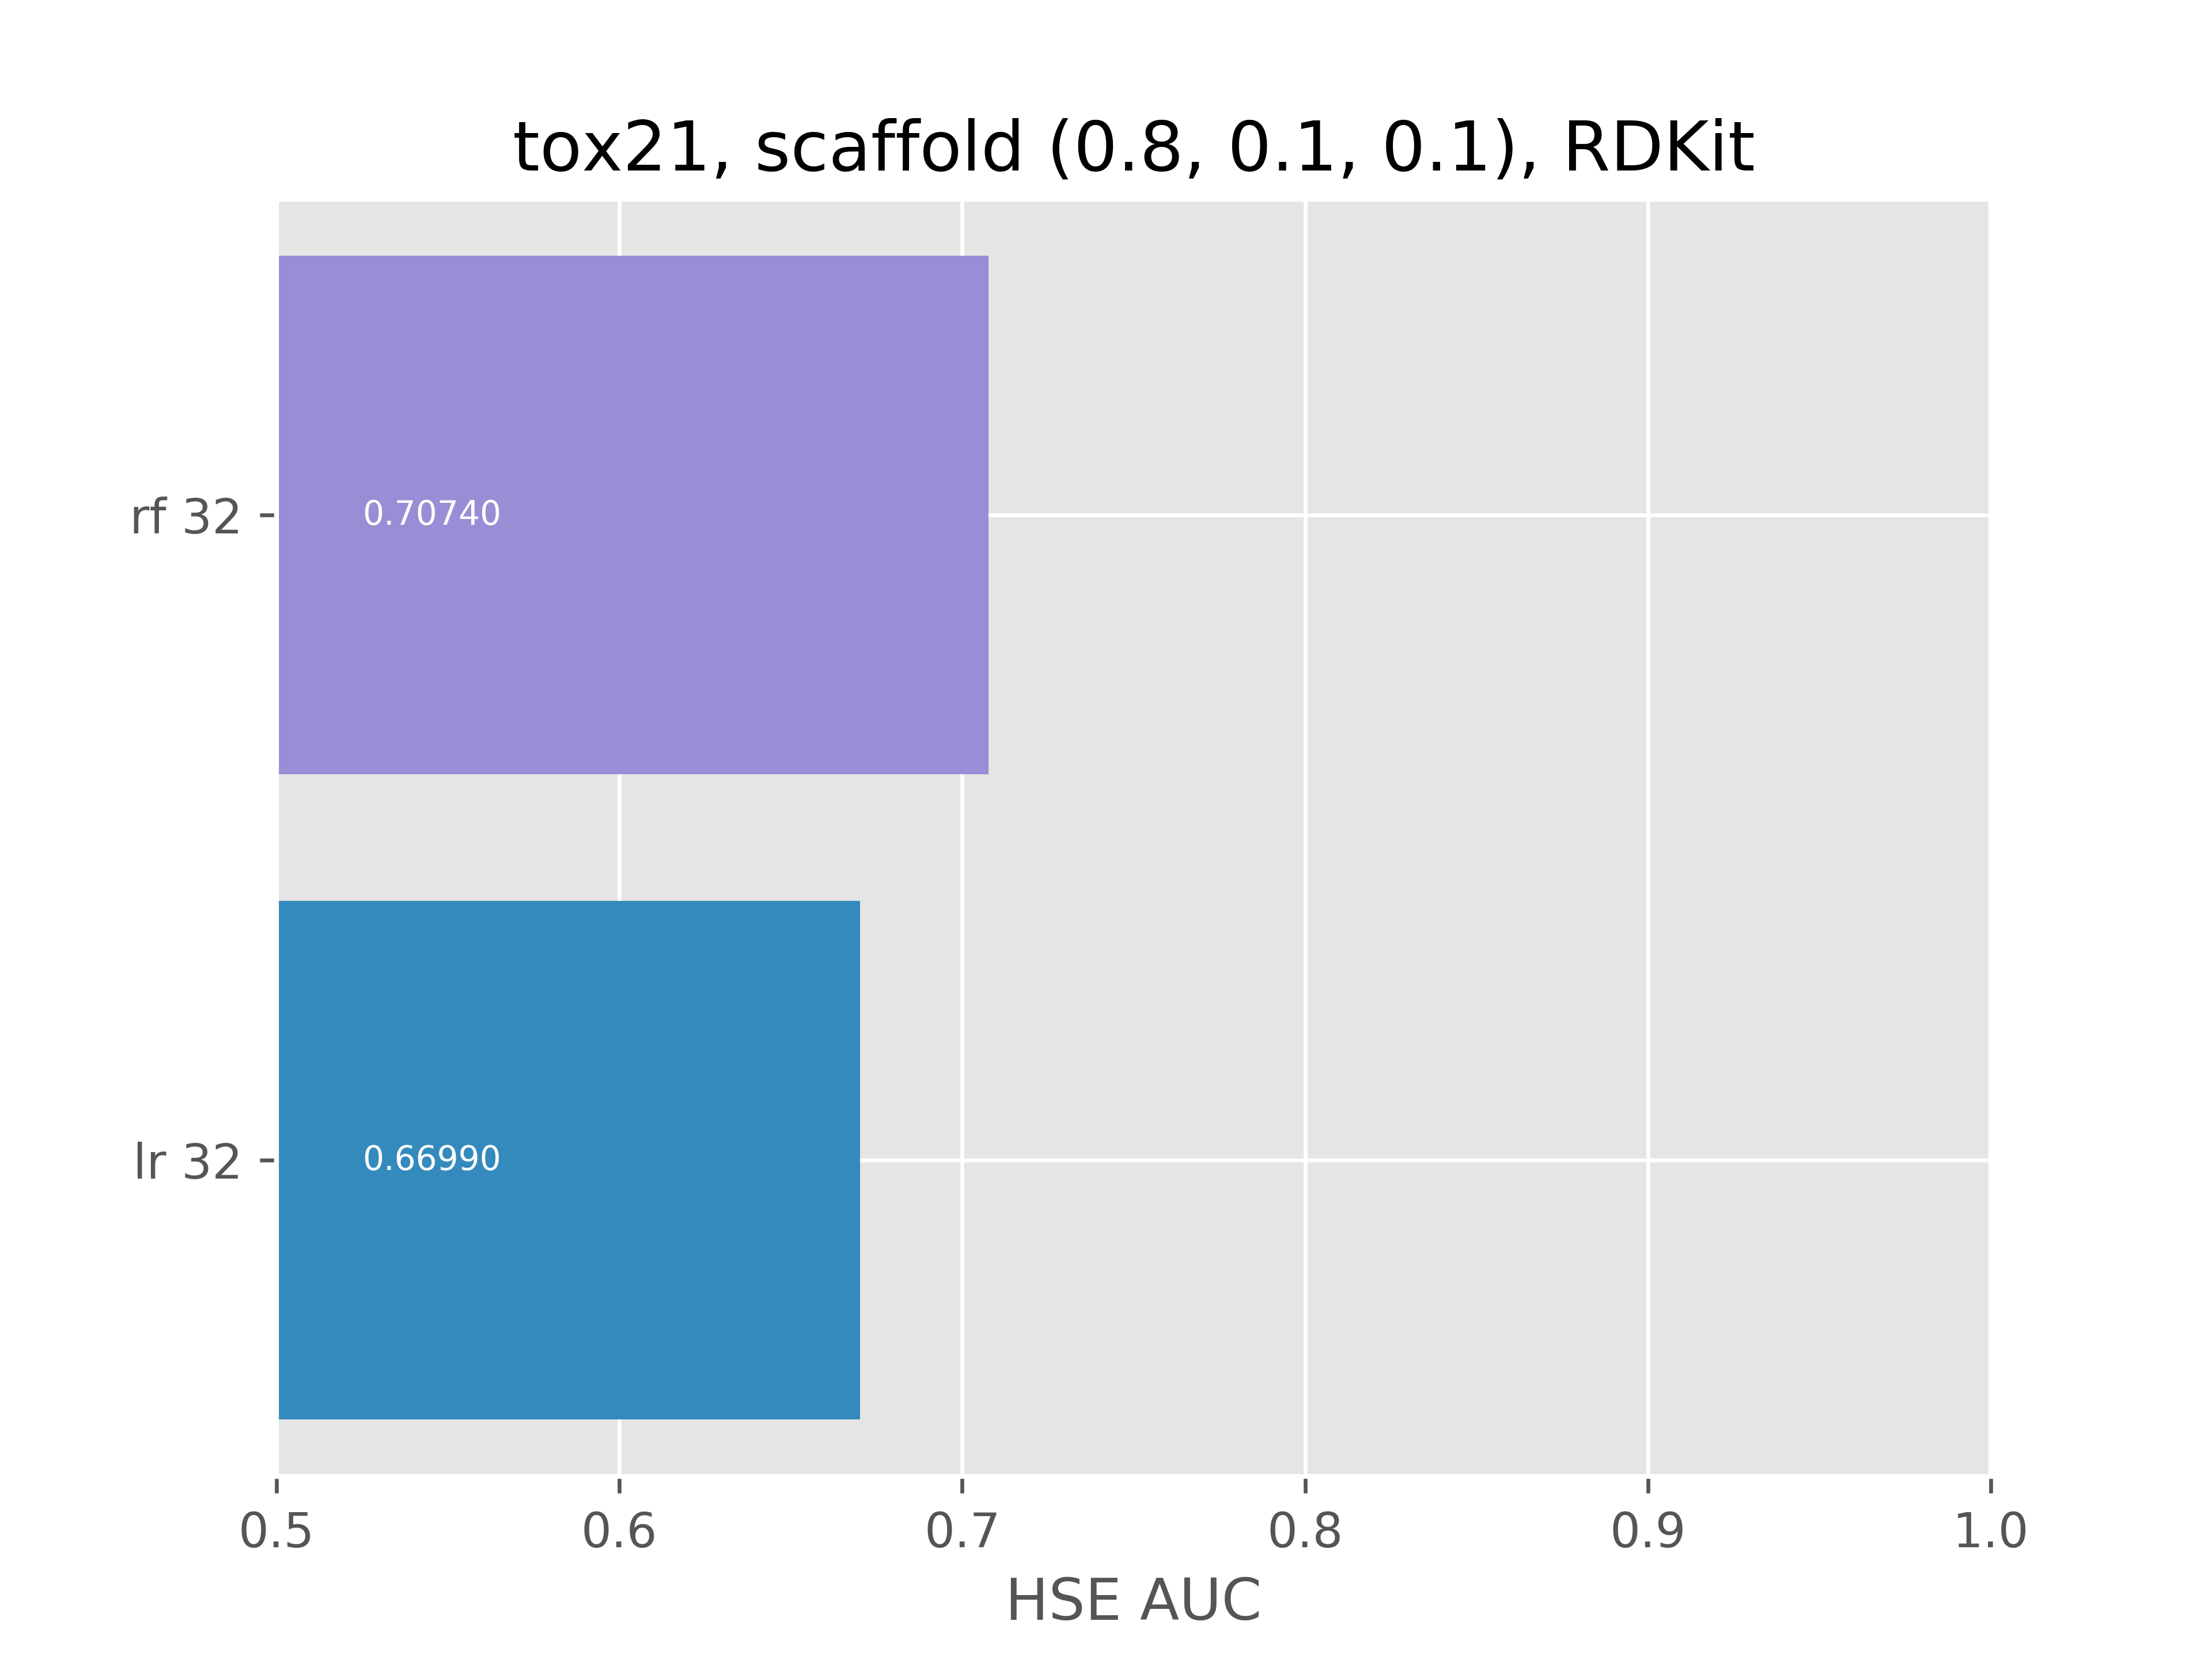 tox21, scaffold (0.8, 0.1, 0.1), RDKit
rf 32
0.70740
lr 32
0.66990
0.5 0.6 0.7 0.8 0.9 1.0
HSE AUC